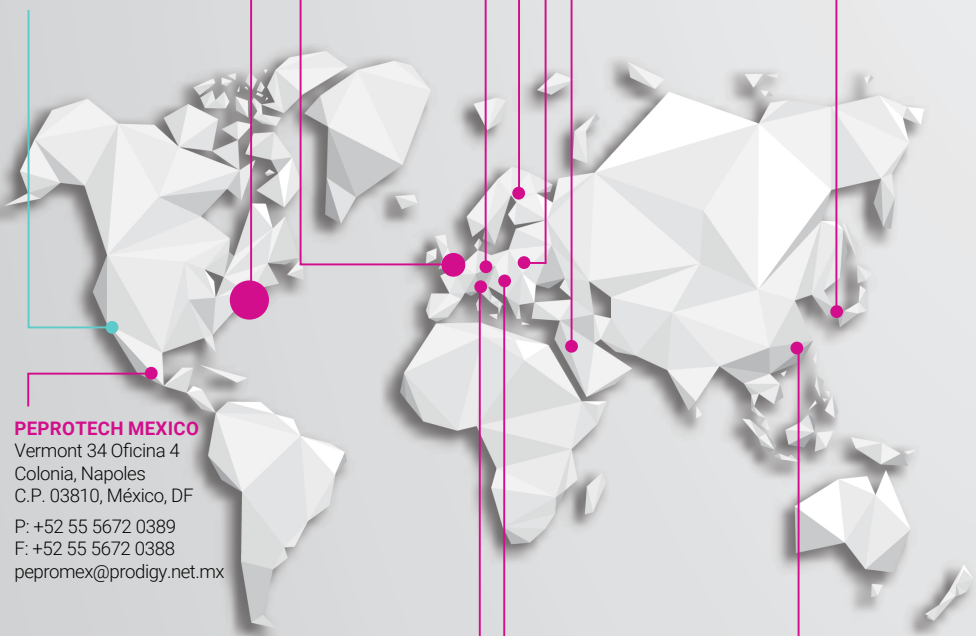 PEPROTECH MEXICO
Vermont 34 Oficina 4
Colonia, Napoles
C.P. 03810, México, DF
P: +52 55 5672 0389
F: +52 55 5672 0388
pepromex@prodigy.net.mx